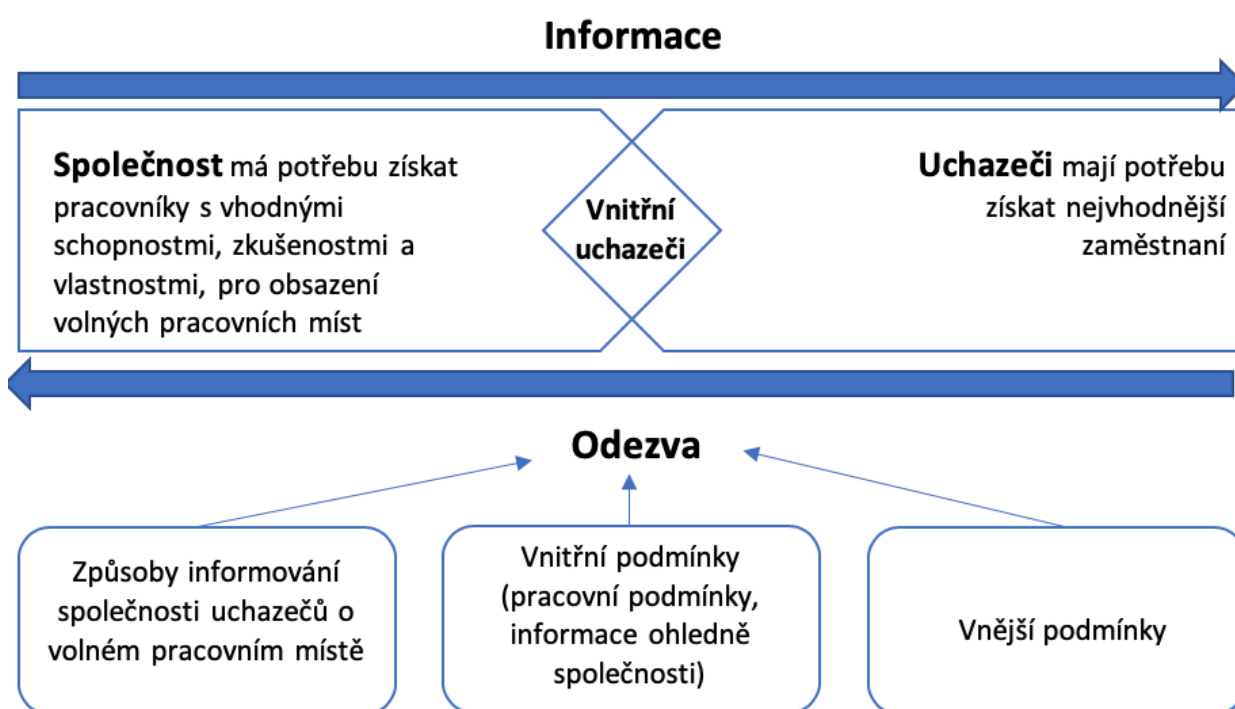 Informace
Společnost má potřebu získat
pracovníky s vhodnými
schopnostmi, zkušenostmi a
vlastnostmi, pro obsazení
volných pracovních míst
Vnitřní
uchazeči
Uchazeči mají potřebu
získat nejvhodnější
zaměstnaní
Odezva
Způsoby informování
společnosti uchazečů o
volném pracovním místě
Vnitřní podmínky
(pracovní podmínky,
informace ohledně
společnosti)
Vnější podmínky